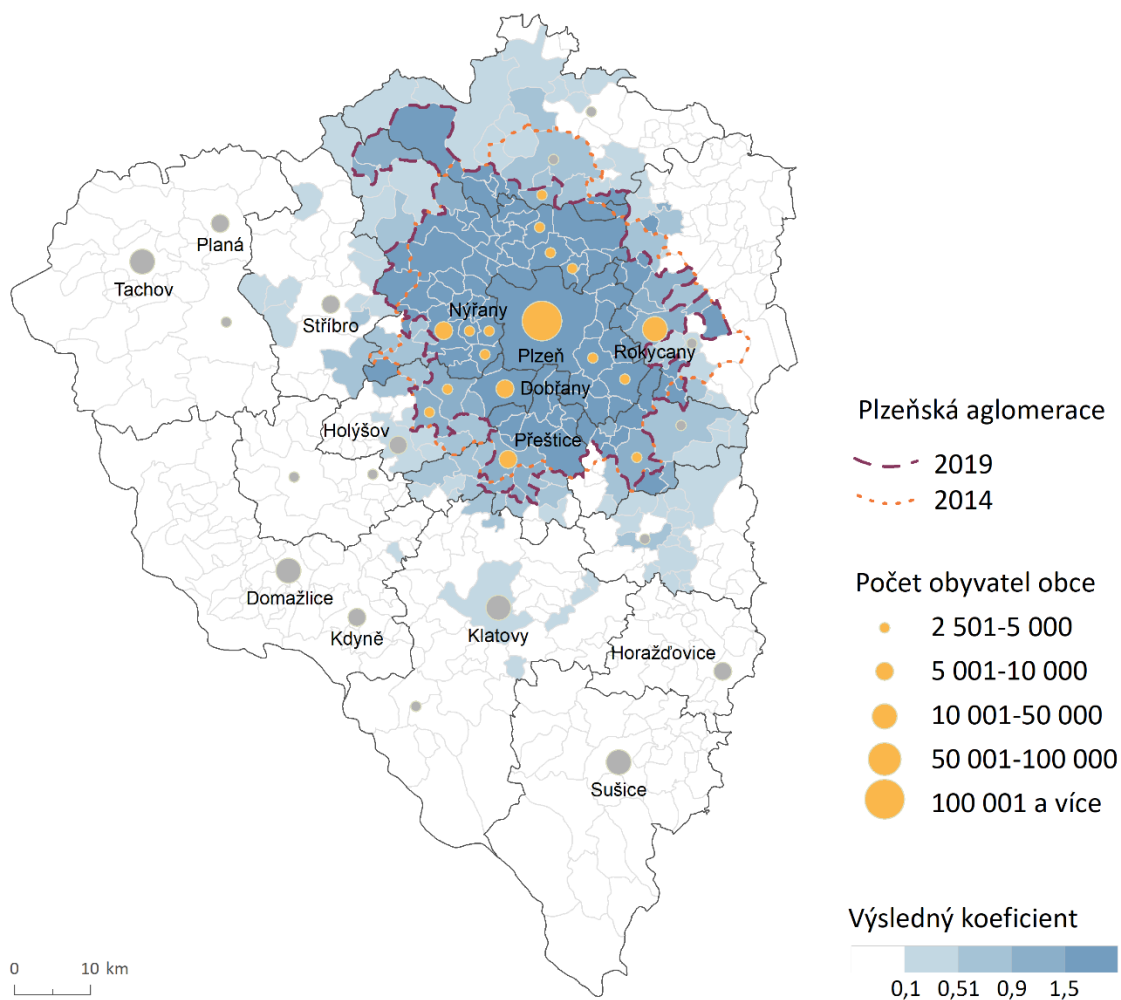 Planá
Tachov
Stříbro
Nýřany
Plzeň
Rokycany
Dobřany
Holýšov
Přeštice
Domažlice
Kdyně
Klatovy
Horažďovice
Sušice
0 10 km
Plzeňská aglomerace
2019
2014
Počet obyvatel obce
2 501-5 000
5 001-10 000
10 001-50 000
50 001-100 000
100 001 a více
Výsledný koeficient
0,1 0,51 0,9 1,5